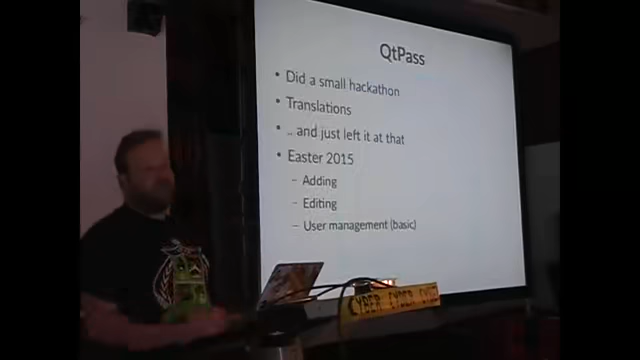 QtPass
• Did a small hackathon
• Translations
• .. and just left it at that
• Easter 2015
– Adding
– Editing
– User management (basic)
CYBER CYBER CYBE